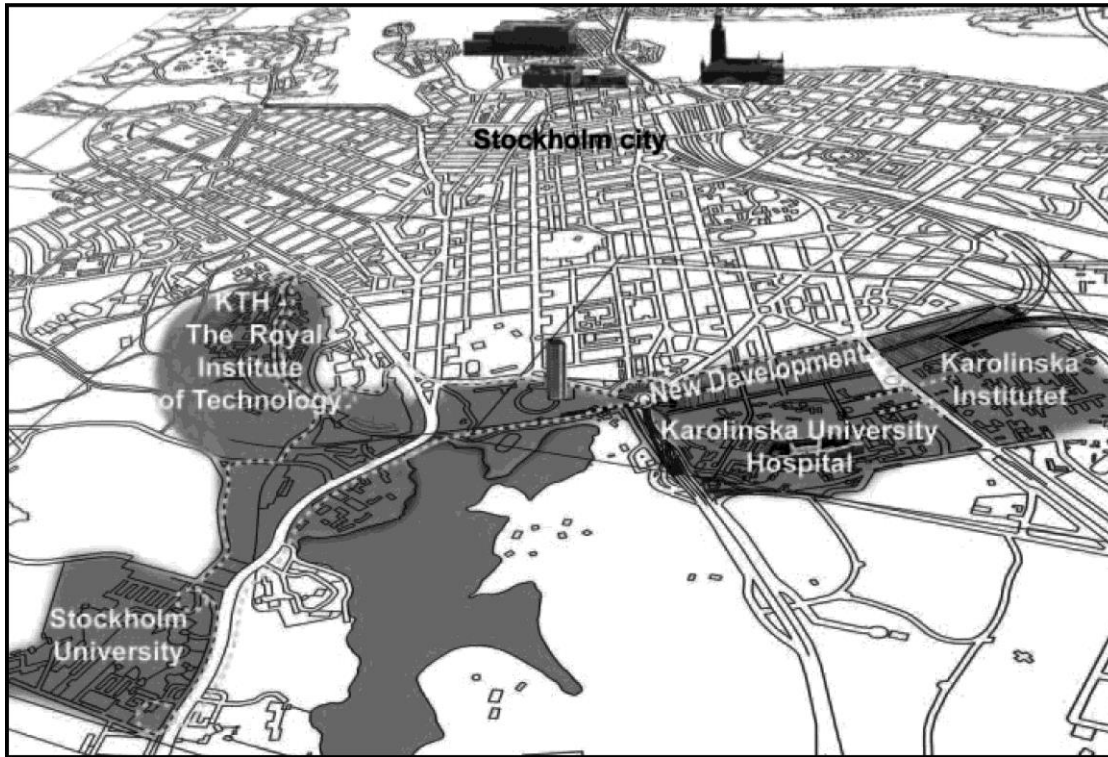 Stockholm city
KTH
The Royal
Institute
of Technology
New Development
Karolinska
Institutet
Karolinska University
Hospital
Stockholm
University